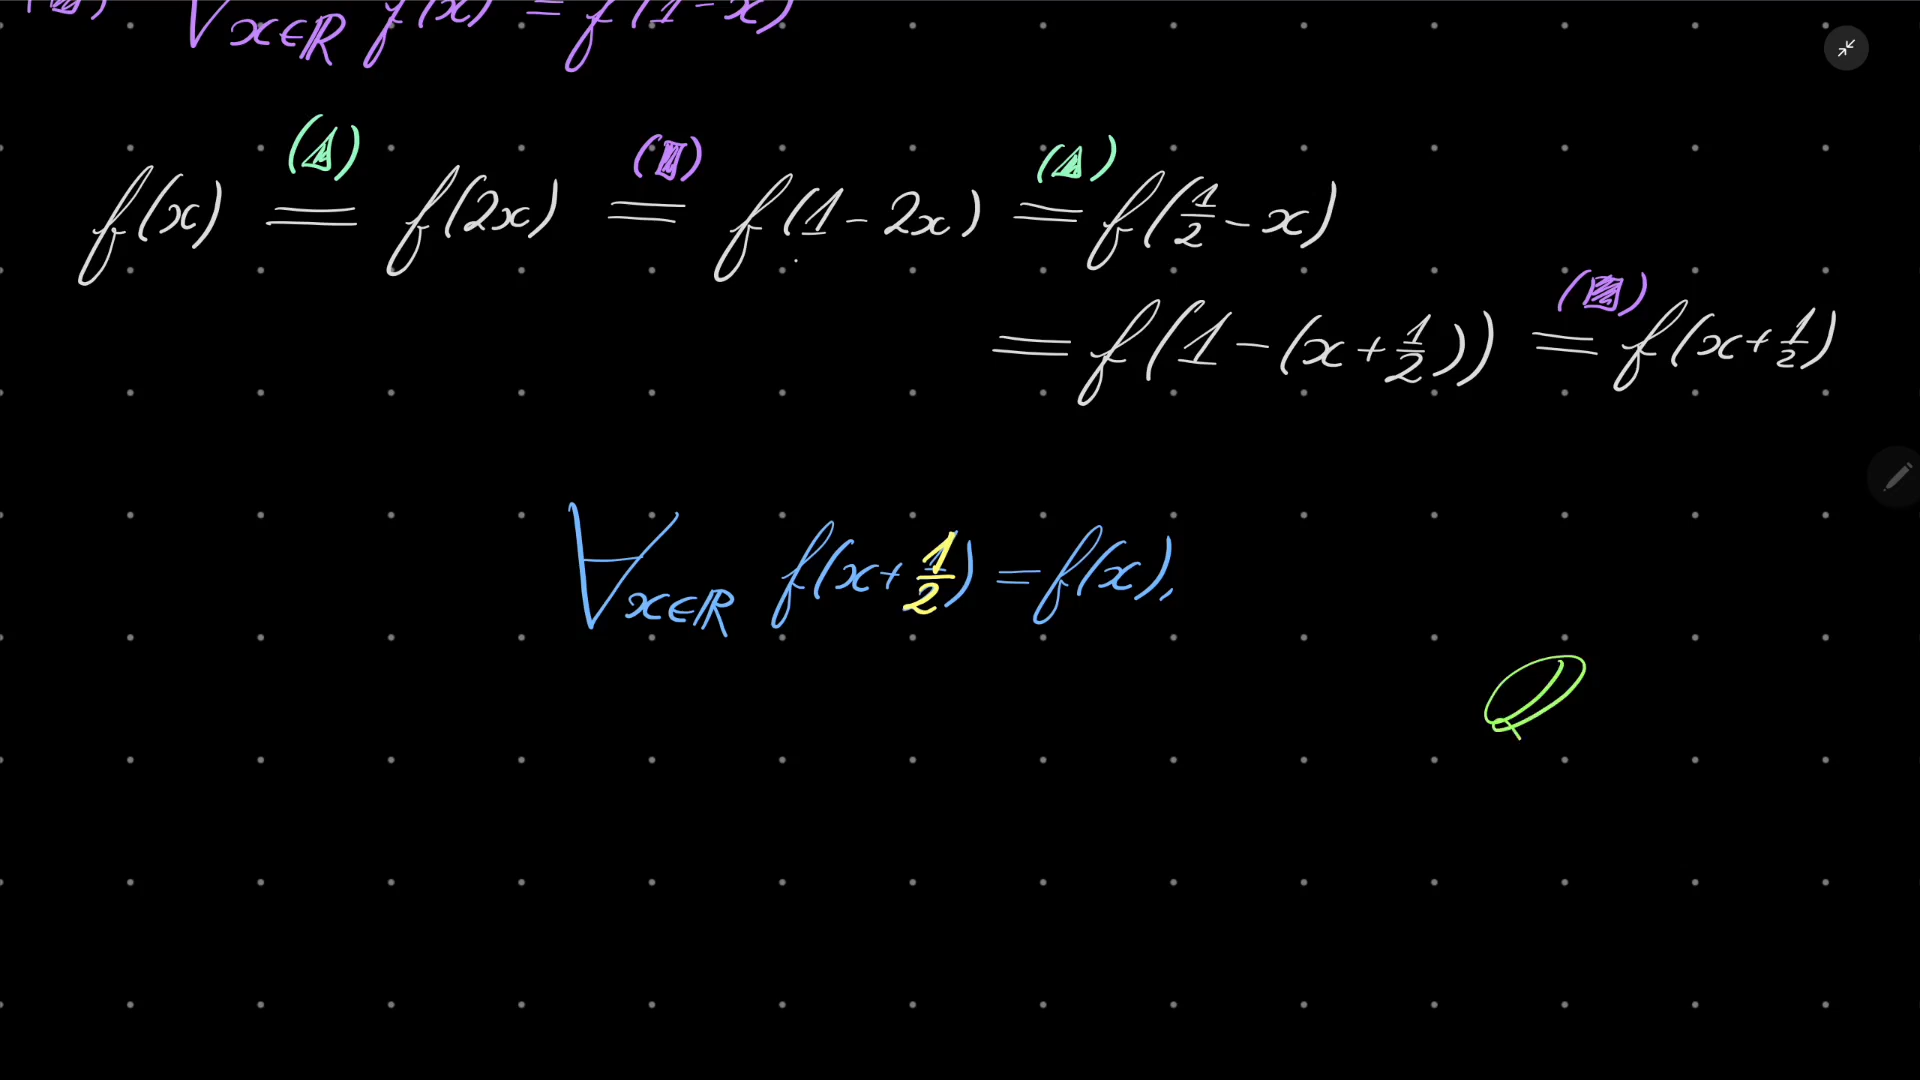 ∀x∈ℝ f(x) = f(1-x)
f(x) (△)= f(2x) (□)= f(1-2x) (△)= f(1/2 - x)
= f(1-(x+1/2)) (□)= f(x+1/2)
∀x∈ℝ f(x+1/2) = f(x),